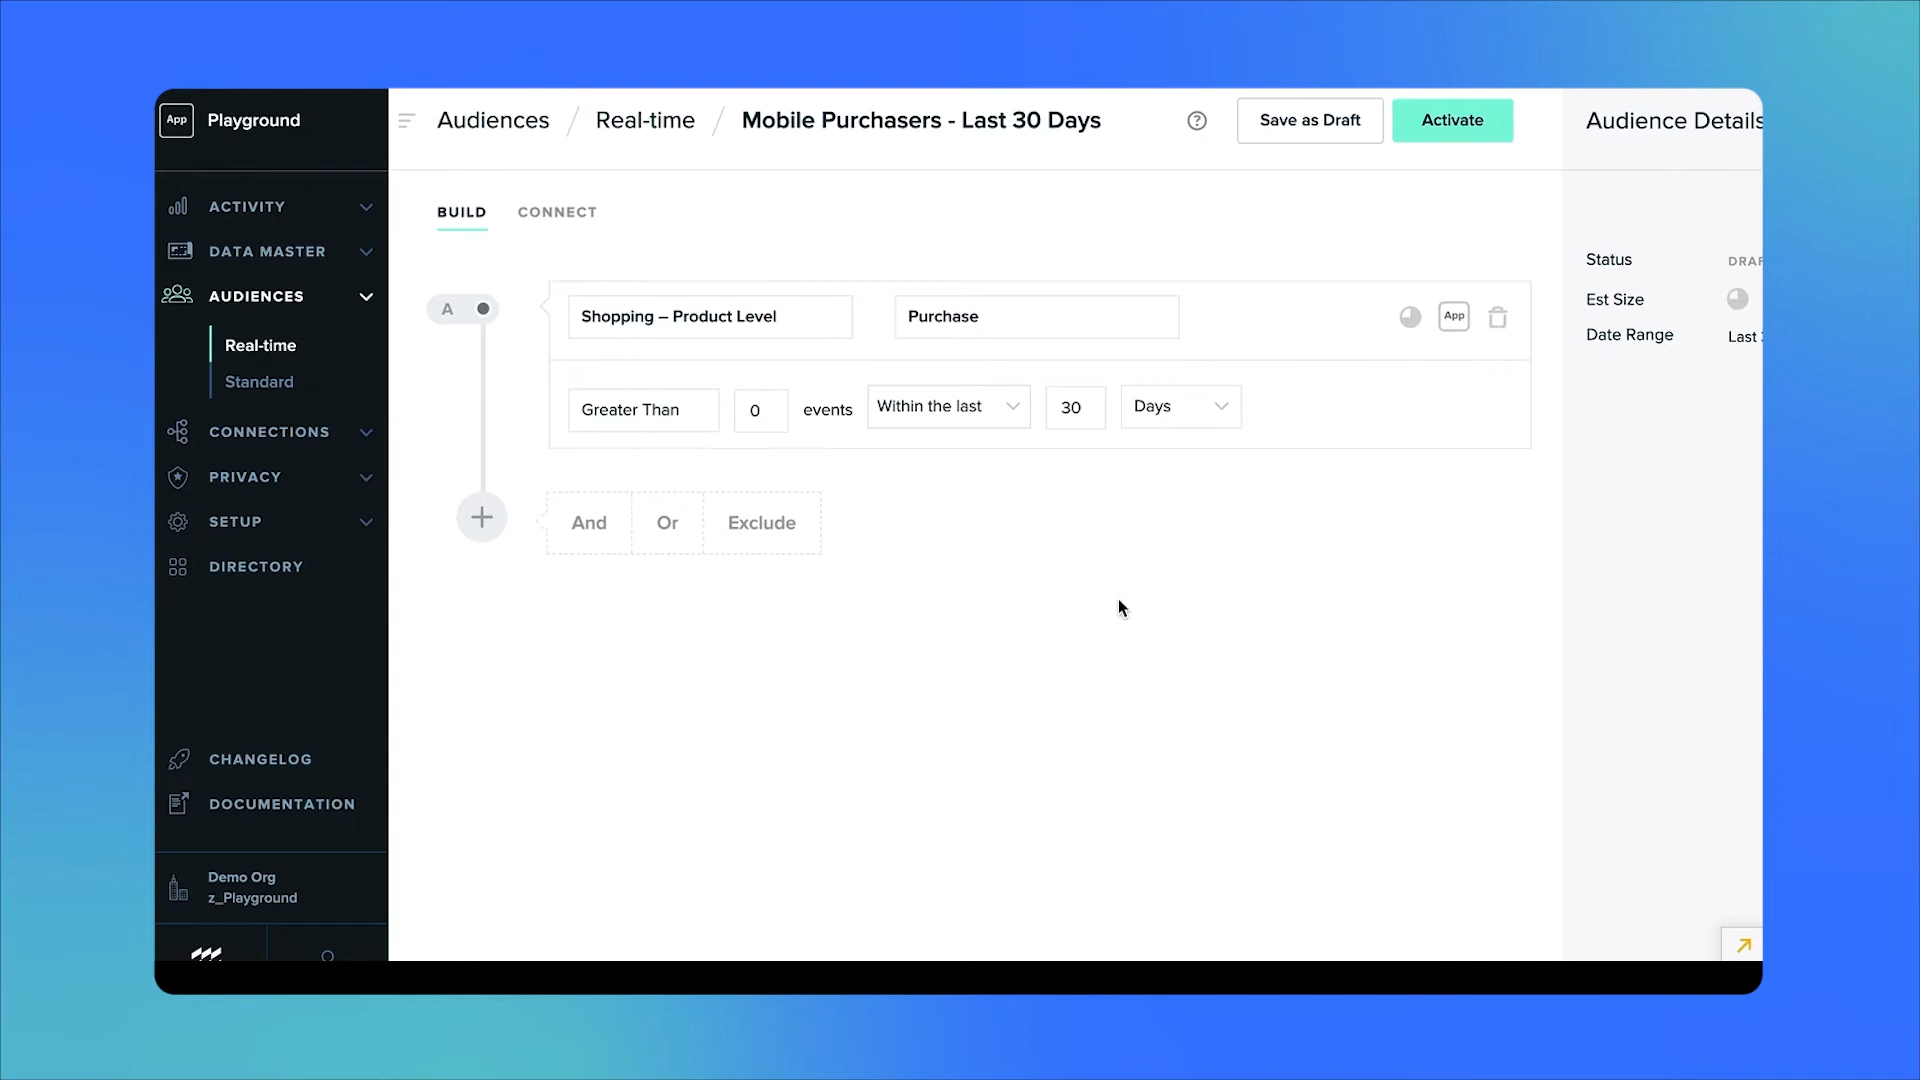 App Playground
Audiences / Real-time / Mobile Purchasers - Last 30 Days
Save as Draft
Activate
Audience Details
ACTIVITY
DATA MASTER
AUDIENCES
Real-time
Standard
CONNECTIONS
PRIVACY
SETUP
DIRECTORY
CHANGELOG
DOCUMENTATION
Demo Org
z_Playground
BUILD CONNECT
A
Shopping – Product Level Purchase App
Greater Than 0 events Within the last 30 Days
And Or Exclude
Status DRAF
Est Size
Date Range Last